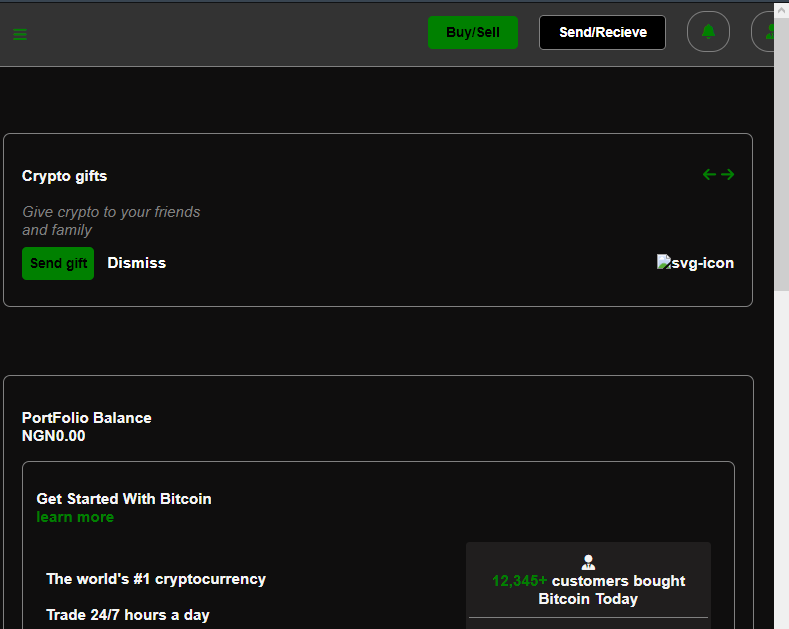 Buy/Sell
Send/Recieve
Crypto gifts
Give crypto to your friends
and family
Send gift
Dismiss
svg-icon
PortFolio Balance
NGN0.00
Get Started With Bitcoin
learn more
The world's #1 cryptocurrency
Trade 24/7 hours a day
12,345+ customers bought
Bitcoin Today